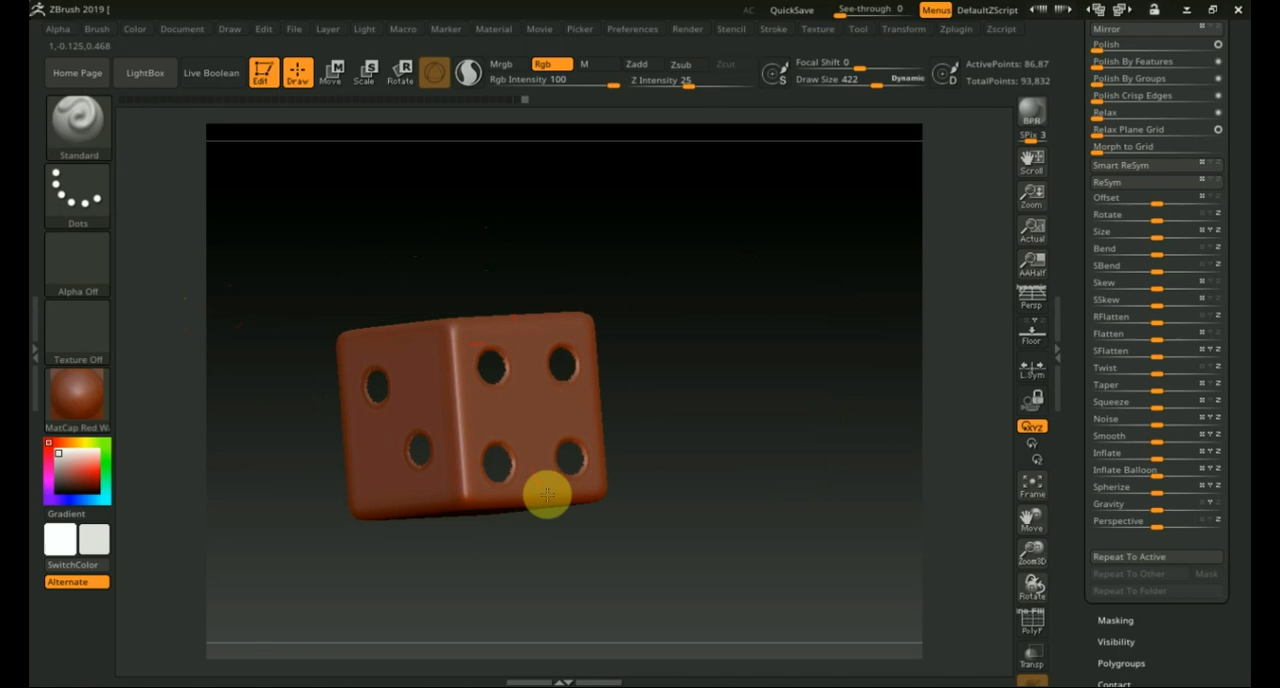 ZBrush 2019 [
AC QuickSave See-through 0 Menus DefaultZScript
Alpha Brush Color Document Draw Edit File Layer Light Macro Marker Material Movie Picker Preferences Render Stencil Stroke Texture Tool Transform Zplugin Zscript
1,-0.125,0.468
Home Page LightBox Live Boolean Edit Draw Move Scale Rotate
Mrgb Rgb M Zadd Zsub Zcut
Rgb Intensity 100 Z Intensity 25
S Focal Shift 0
Draw Size 422 Dynamic
D ActivePoints: 86,87
TotalPoints: 93,832
Standard
Dots
Alpha Off
Texture Off
MatCap Red W
Gradient
SwitchColor
Alternate
BPR
SPix 3
Scroll
Zoom
Actual
AAHalf
Persp
Floor
L.Sym
XYZ
Frame
Move
Zoom3D
Rotate
PolyF
Transp
Mirror
Polish
Polish By Features
Polish By Groups
Polish Crisp Edges
Relax
Relax Plane Grid
Morph to Grid
Smart ReSym
ReSym
Offset
Rotate
Size
Bend
SBend
Skew
SSkew
RFlatten
Flatten
SFlatten
Twist
Taper
Squeeze
Noise
Smooth
Inflate
Inflate Balloon
Spherize
Gravity
Perspective
Repeat To Active
Repeat To Other Mask
Repeat To Folder
Masking
Visibility
Polygroups
Contact